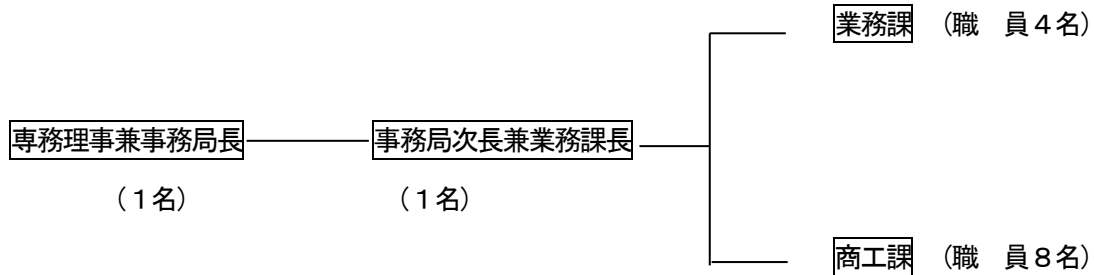 業務課 (職 員4名)
専務理事兼事務局長 事務局次長兼業務課長
(1名) (1名)
商工課 (職 員8名)